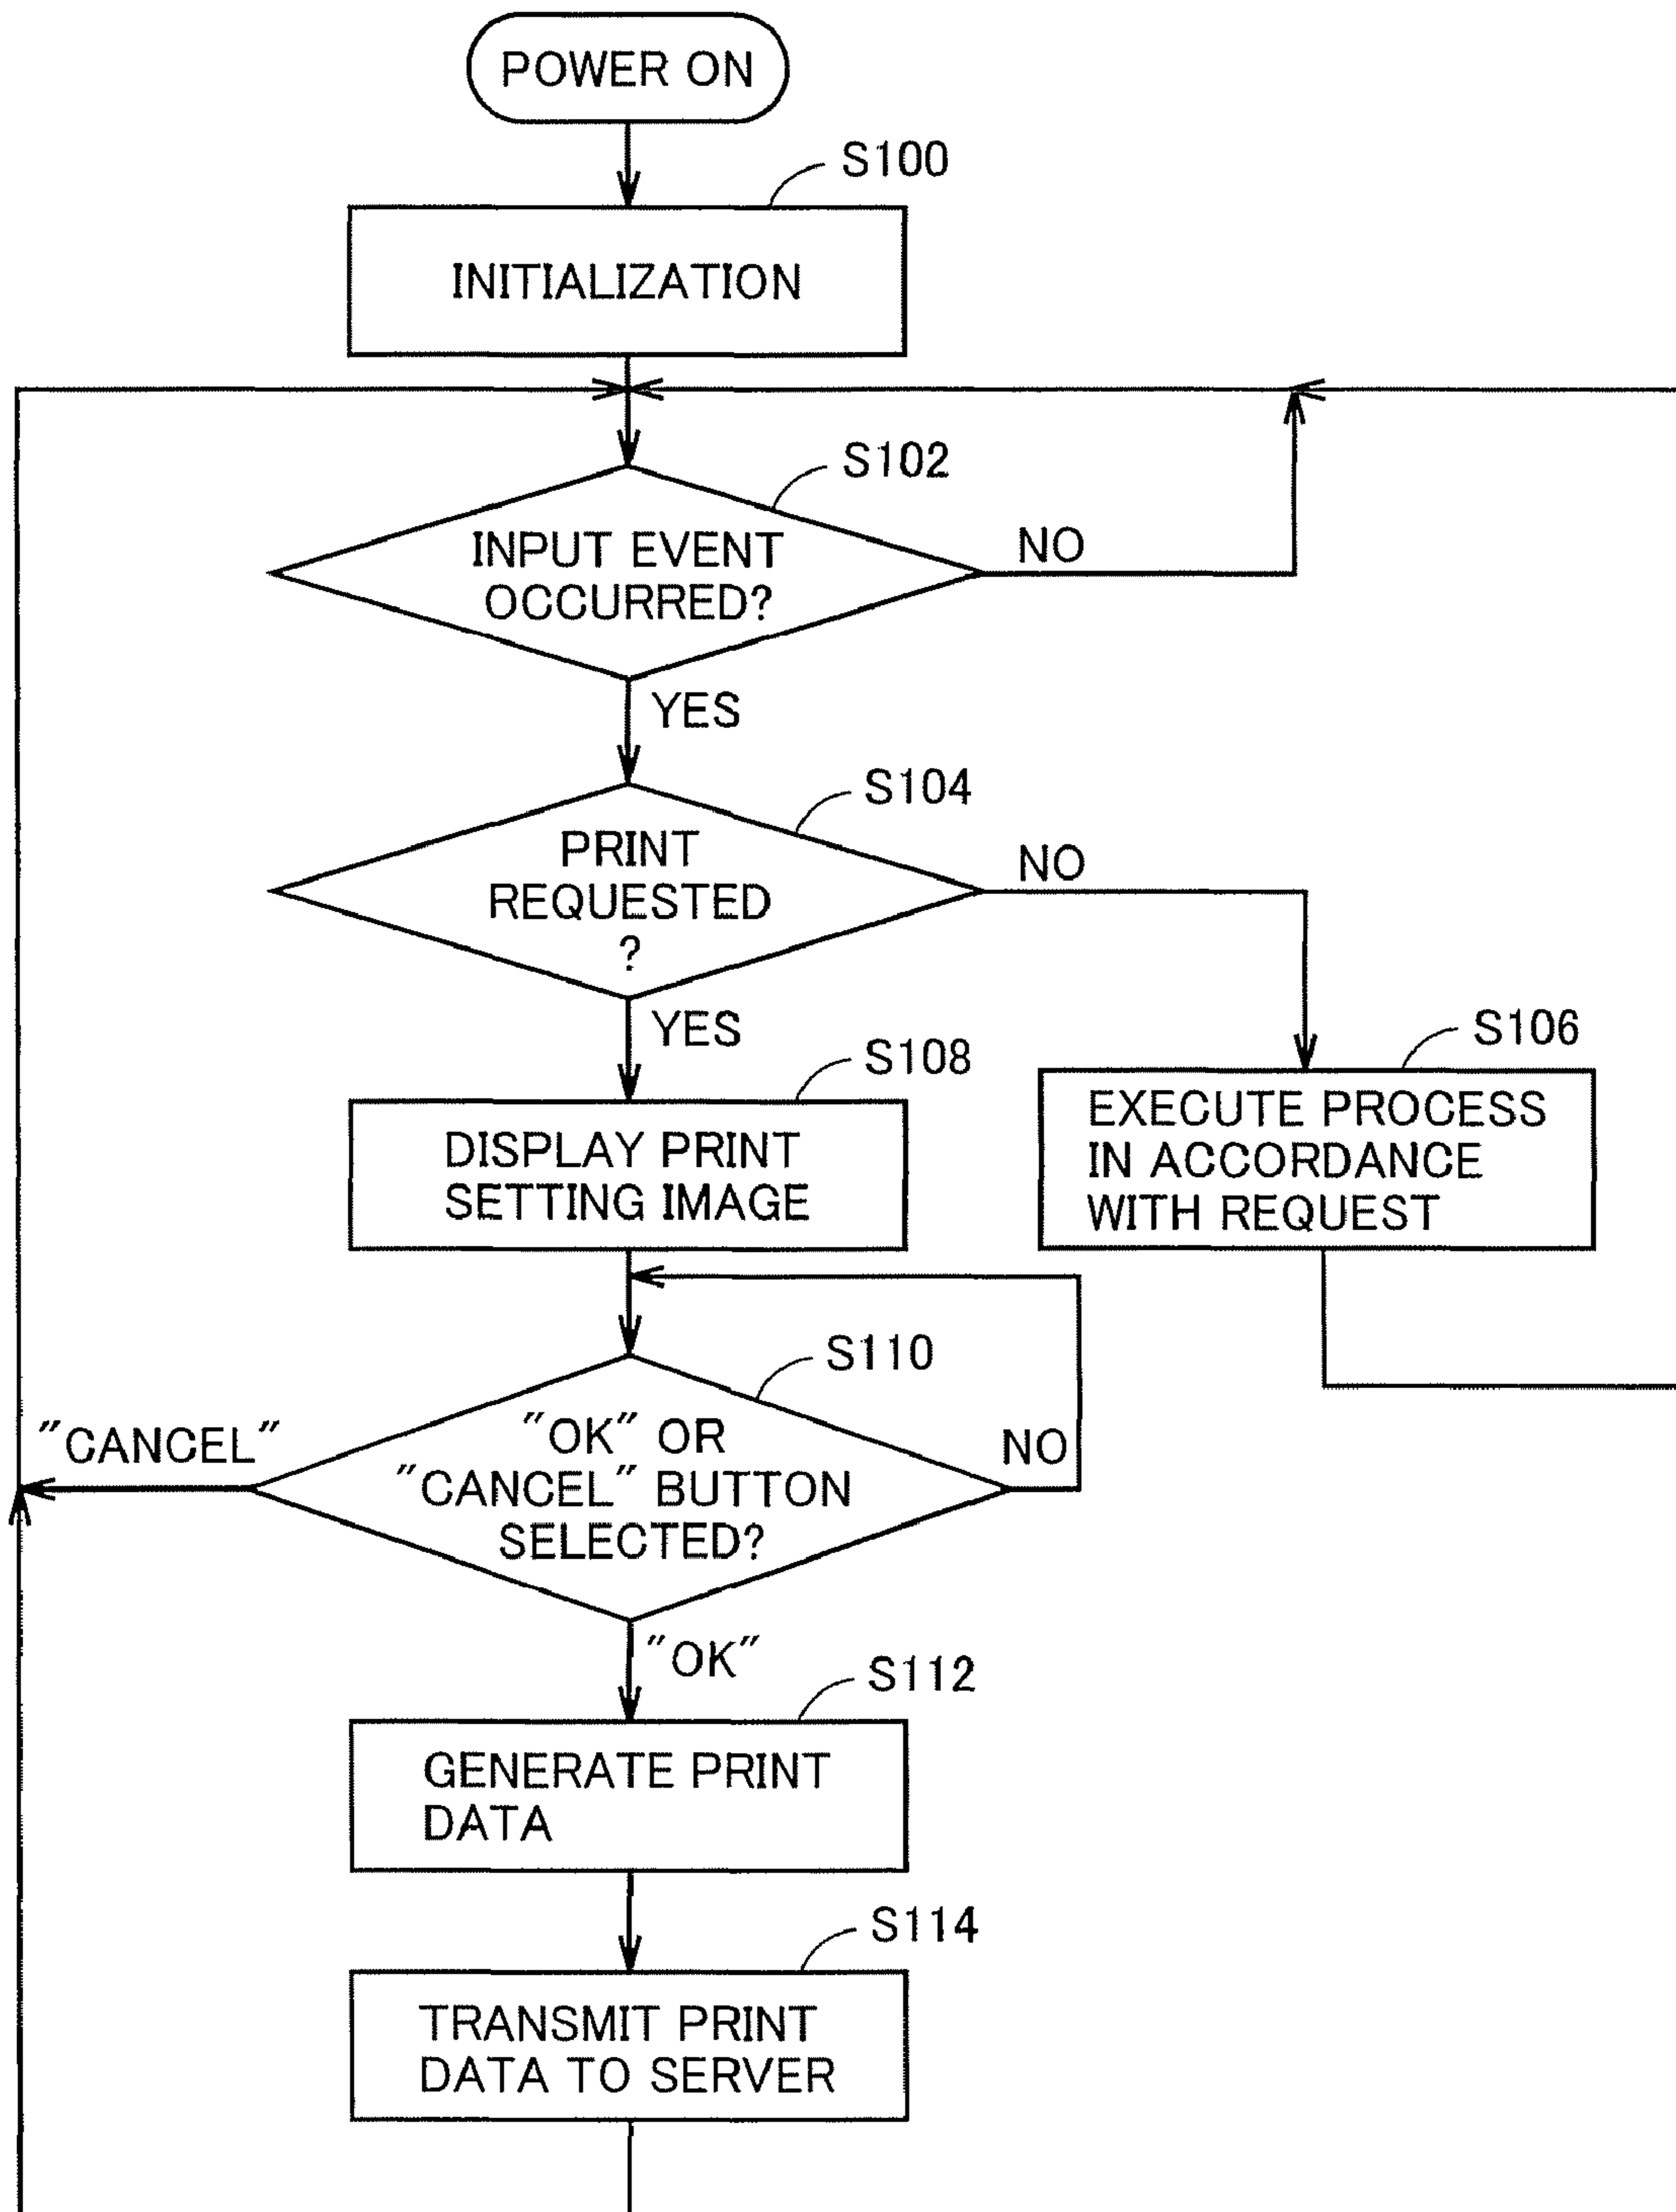 POWER ON
S100
INITIALIZATION
S102
INPUT EVENT
OCCURRED?
NO
YES
S104
PRINT
REQUESTED
?
NO
YES
S106
EXECUTE PROCESS
IN ACCORDANCE
WITH REQUEST
S108
DISPLAY PRINT
SETTING IMAGE
S110
"OK" OR
"CANCEL" BUTTON
SELECTED?
"CANCEL"
NO
"OK"
S112
GENERATE PRINT
DATA
S114
TRANSMIT PRINT
DATA TO SERVER